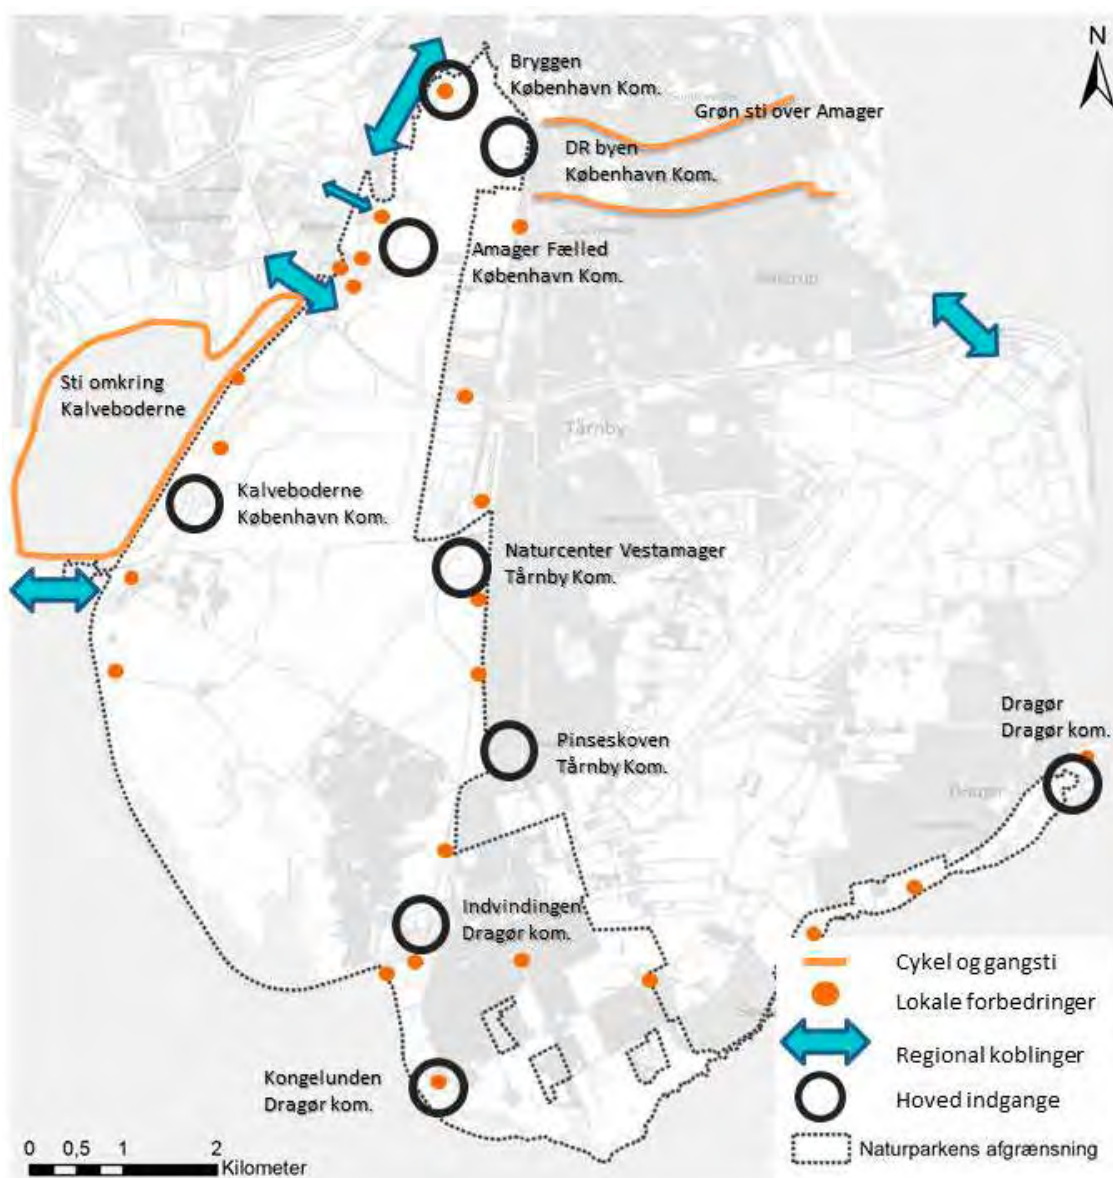 N
Bryggen
København Kom.
Grøn sti over Amager
DR byen
København Kom.
Amager Fælled
København Kom.
Sti omkring
Kalveboderne
Tårnby
Kalveboderne
København Kom.
Naturcenter Vestamager
Tårnby Kom.
Pinseskoven
Tårnby Kom.
Dragør
Dragør kom.
Dragør
Indvindingen
Dragør kom.
Kongelunden
Dragør kom.
Cykel og gangsti
Lokale forbedringer
Regional koblinger
Hoved indgange
Naturparkens afgrænsning
0 0,5 1 2
Kilometer